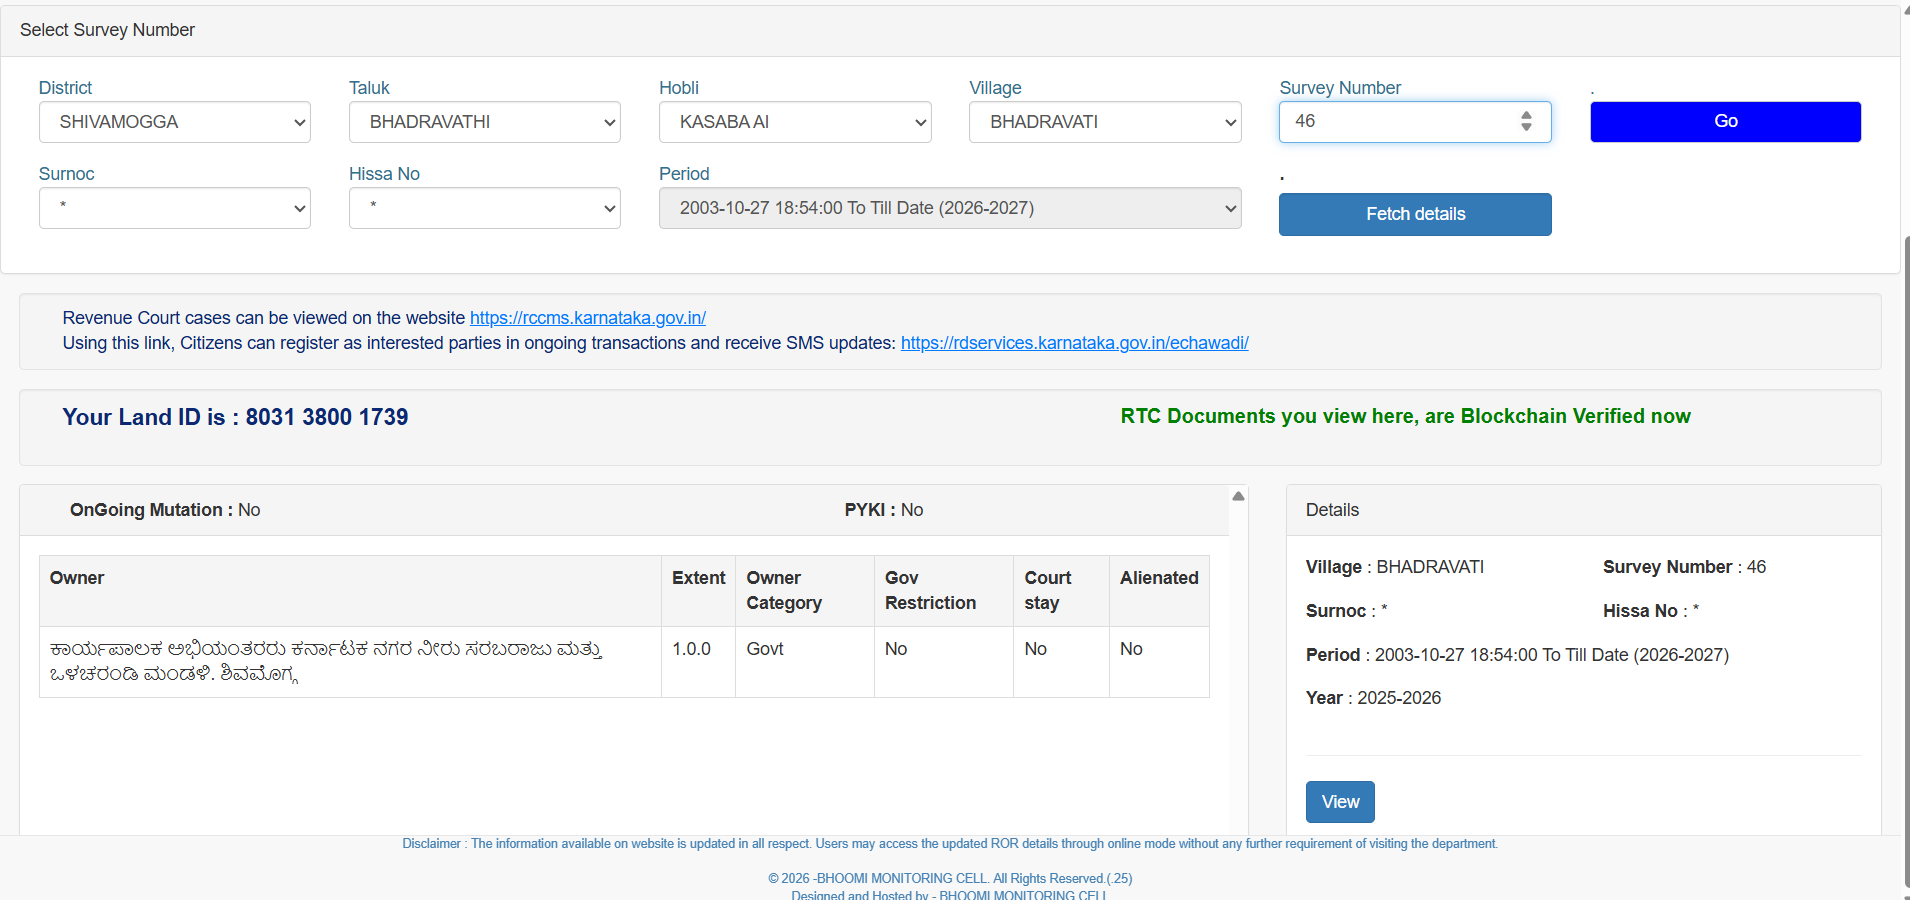 Select Survey Number
District Taluk Hobli Village Survey Number .
SHIVAMOGGA BHADRAVATHI KASABA AI BHADRAVATI 46 Go
Surnoc Hissa No Period .
* * 2003-10-27 18:54:00 To Till Date (2026-2027) Fetch details
Revenue Court cases can be viewed on the website https://rccms.karnataka.gov.in/
Using this link, Citizens can register as interested parties in ongoing transactions and receive SMS updates: https://rdservices.karnataka.gov.in/echawadi/
Your Land ID is : 8031 3800 1739 RTC Documents you view here, are Blockchain Verified now
OnGoing Mutation : No PYKI : No
Owner Extent Owner Category Gov Restriction Court stay Alienated
ಕಾರ್ಯಪಾಲಕ ಅಭಿಯಂತರರು ಕರ್ನಾಟಕ ನಗರ ನೀರು ಸರಬರಾಜು ಮತ್ತು 1.0.0 Govt No No No
ಒಳಚರಂಡಿ ಮಂಡಳಿ. ಶಿವಮೊಗ್ಗ
Details
Village : BHADRAVATI Survey Number : 46
Surnoc : * Hissa No : *
Period : 2003-10-27 18:54:00 To Till Date (2026-2027)
Year : 2025-2026
View
Disclaimer : The information available on website is updated in all respect. Users may access the updated ROR details through online mode without any further requirement of visiting the department.
© 2026 -BHOOMI MONITORING CELL. All Rights Reserved.(.25)
Designed and Hosted by - BHOOMI MONITORING CELL